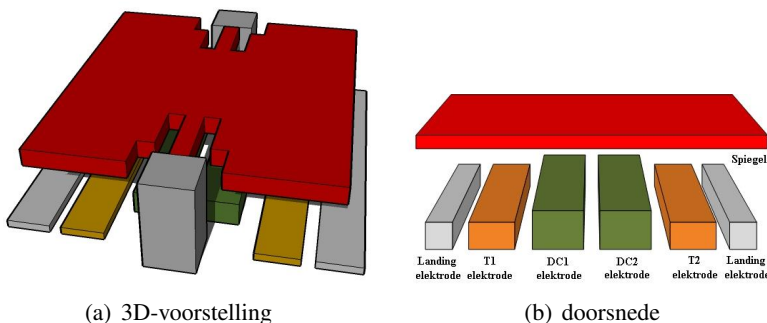 Spiegel
Landing T1 DC1 DC2 T2 Landing
elektrode elektrode elektrode elektrode elektrode elektrode
(a) 3D-voorstelling (b) doorsnede